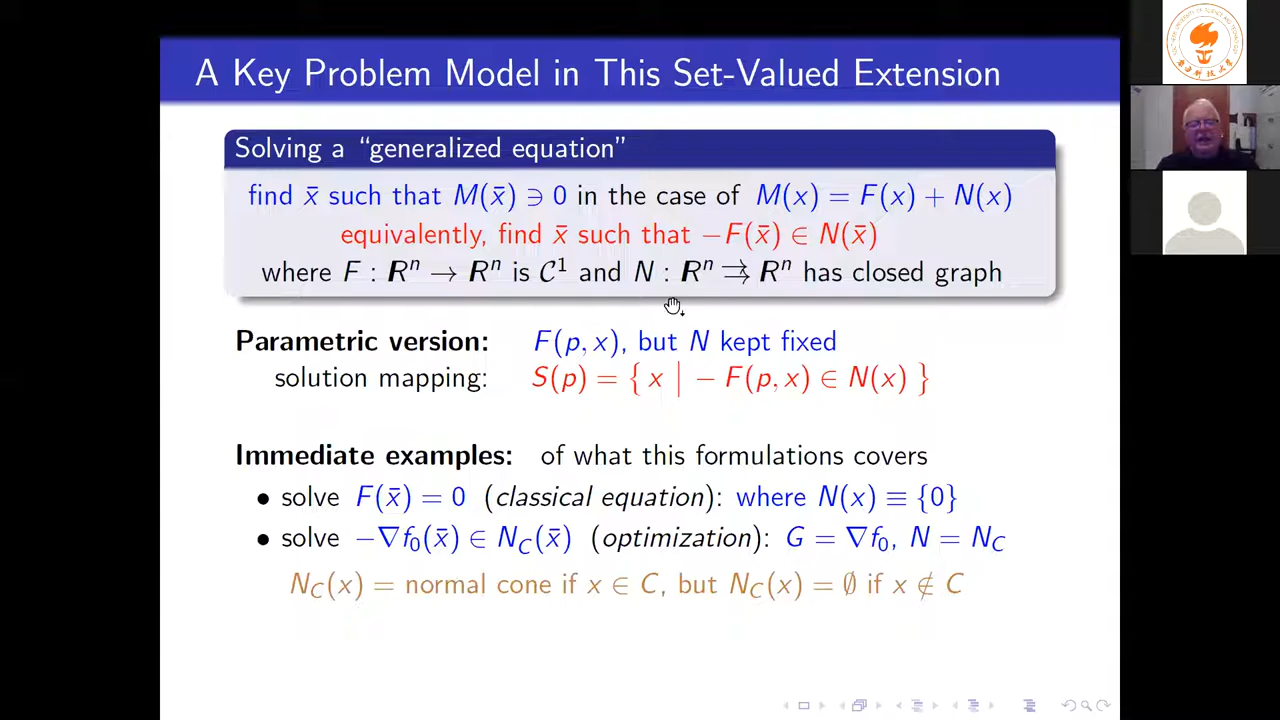 A Key Problem Model in This Set-Valued Extension
Solving a “generalized equation”
find x̄ such that M(x̄) ∋ 0 in the case of M(x) = F(x) + N(x)
equivalently, find x̄ such that −F(x̄) ∈ N(x̄)
where F : Rⁿ → Rⁿ is C¹ and N : Rⁿ ⇉ Rⁿ has closed graph
Parametric version: F(p, x), but N kept fixed
solution mapping: S(p) = { x | − F(p, x) ∈ N(x) }
Immediate examples: of what this formulations covers
• solve F(x̄) = 0 (classical equation): where N(x) ≡ {0}
• solve −∇f₀(x̄) ∈ N_C(x̄) (optimization): G = ∇f₀, N = N_C
N_C(x) = normal cone if x ∈ C, but N_C(x) = ∅ if x ∉ C